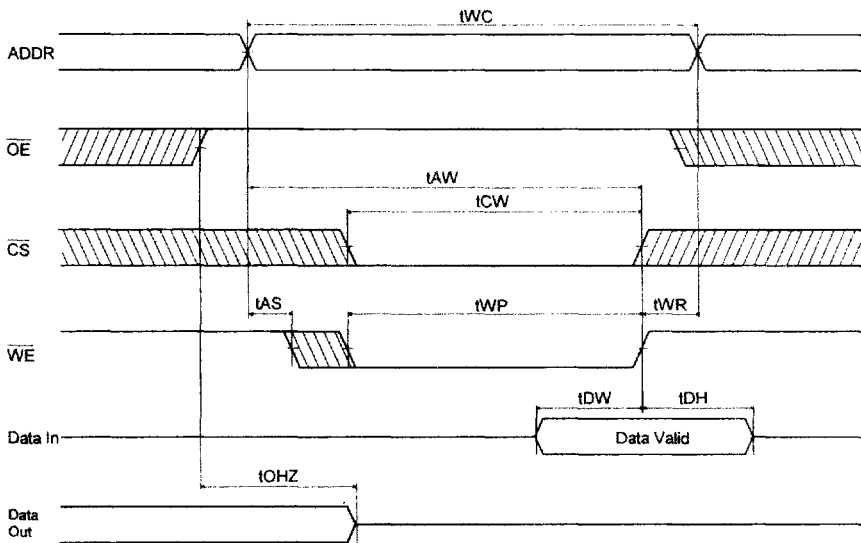 tWC
ADDR
OE
tAW
tCW
CS
tAS
tWP
tWR
WE
tDW
tDH
Data In
Data Valid
tOHZ
Data
Out